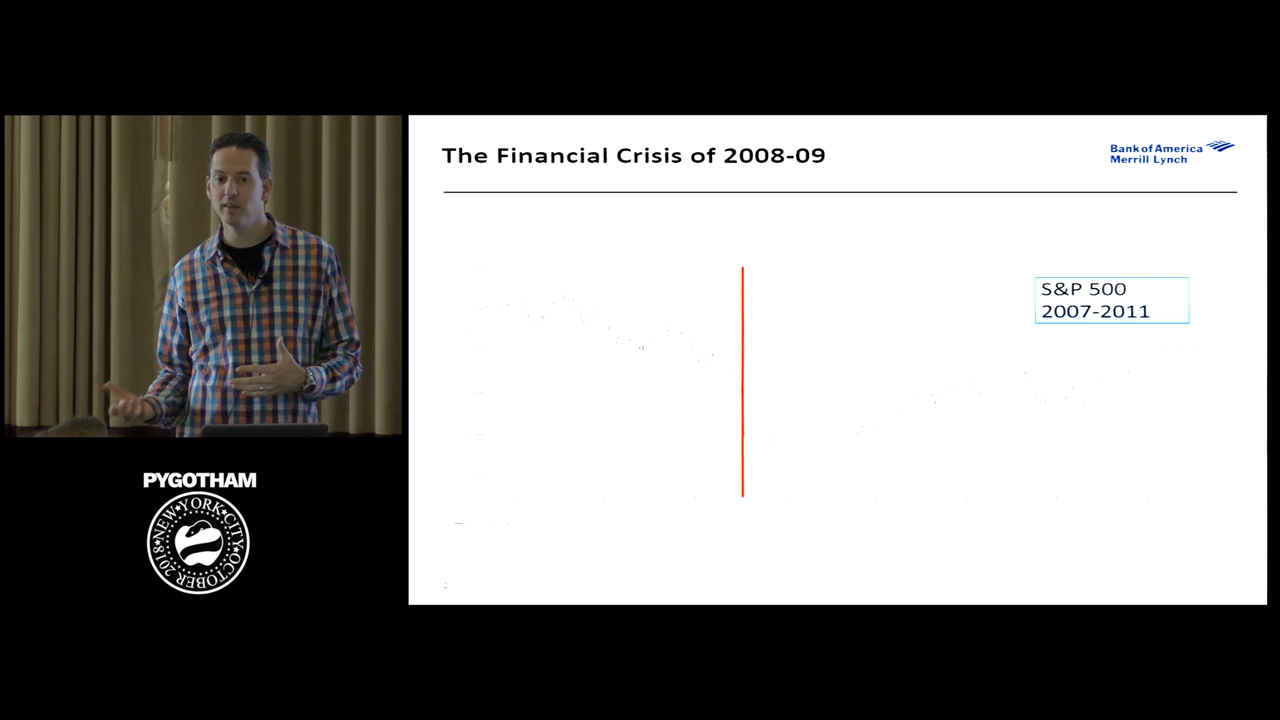 The Financial Crisis of 2008-09
Bank of America
Merrill Lynch
S&P 500
2007-2011
PYGOTHAM
NEW YORK CITY OCTOBER 2018